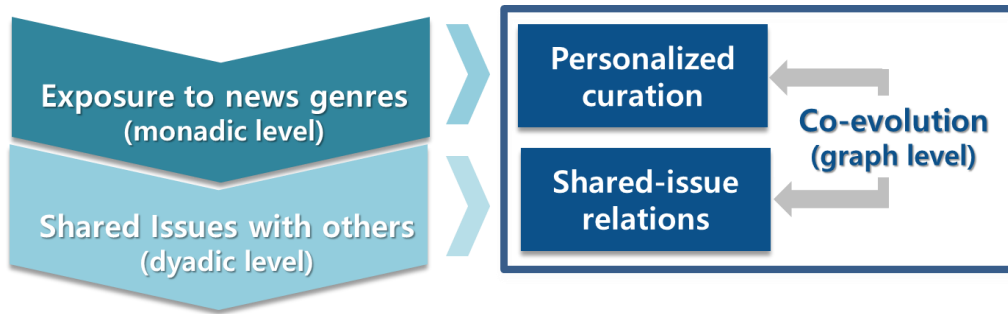 Exposure to news genres
(monadic level)
Shared Issues with others
(dyadic level)
Personalized
curation
Shared-issue
relations
Co-evolution
(graph level)